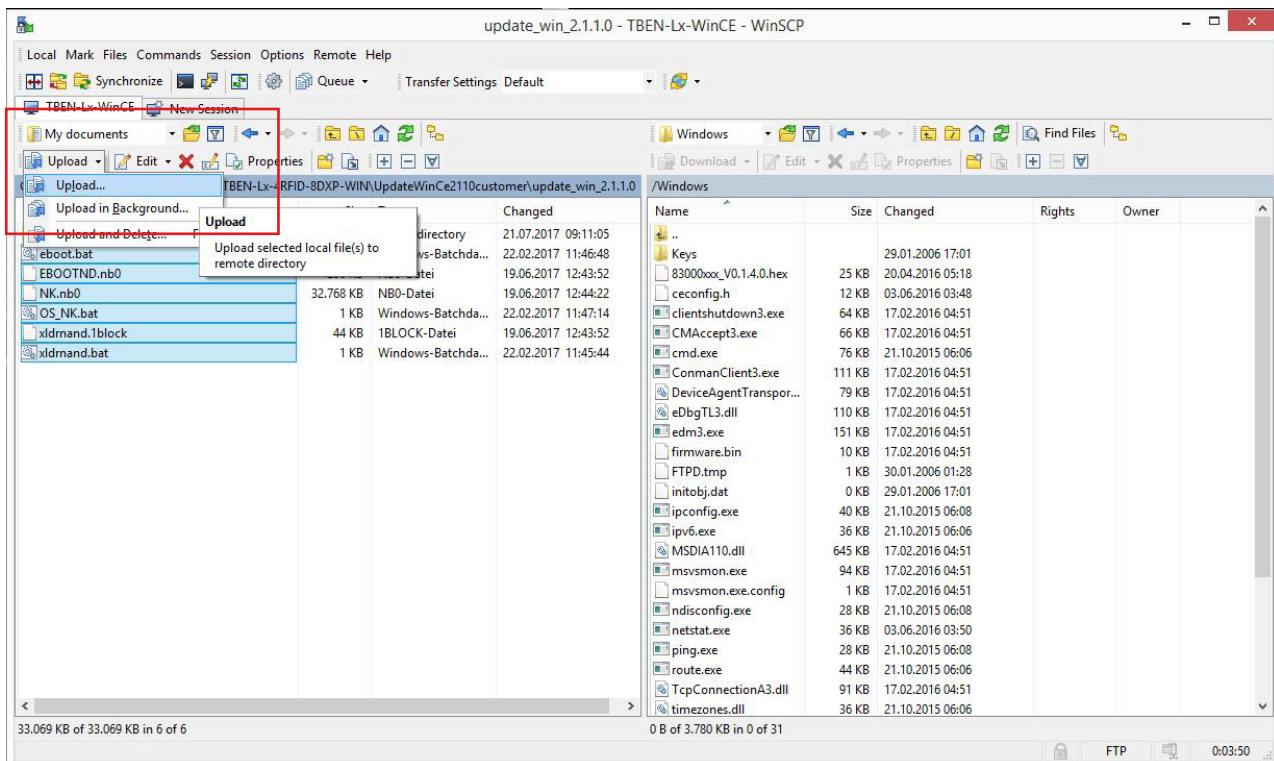 update_win_2.1.1.0 - TBEN-Lx-WinCE - WinSCP
Local Mark Files Commands Session Options Remote Help
Synchronize Queue Transfer Settings Default
TBEN-Lx-WinCE New Session
My documents
Windows Find Files
Upload Edit Properties
Download Edit Properties
Upload...
TBEN-Lx-4RFID-8DXP-WIN\UpdateWinCe2110customer\update_win_2.1.1.0
/Windows
Upload in Background...
Upload and Delete...
Upload
Upload selected local file(s) to
remote directory
Changed
directory 21.07.2017 09:11:05
eboot.bat 22.02.2017 11:46:48
EBOOTND.nb0 19.06.2017 12:43:52
NK.nb0 32.768 KB NB0-Datei 19.06.2017 12:44:22
OS_NK.bat 1 KB Windows-Batchda... 22.02.2017 11:47:14
xldrnand.1block 44 KB 1BLOCK-Datei 19.06.2017 12:43:52
xldrnand.bat 1 KB Windows-Batchda... 22.02.2017 11:45:44
Name Size Changed Rights Owner
..
Keys 29.01.2006 17:01
83000xxx_V0.1.4.0.hex 25 KB 20.04.2016 05:18
ceconfig.h 12 KB 03.06.2016 03:48
clientshutdown3.exe 64 KB 17.02.2016 04:51
CMAccept3.exe 66 KB 17.02.2016 04:51
cmd.exe 76 KB 21.10.2015 06:06
ConmanClient3.exe 111 KB 17.02.2016 04:51
DeviceAgentTranspor... 79 KB 17.02.2016 04:51
eDbgTL3.dll 110 KB 17.02.2016 04:51
edm3.exe 151 KB 17.02.2016 04:51
firmware.bin 10 KB 17.02.2016 04:51
FTPD.tmp 1 KB 30.01.2006 01:28
initobj.dat 0 KB 29.01.2006 17:01
ipconfig.exe 40 KB 21.10.2015 06:08
ipv6.exe 36 KB 21.10.2015 06:06
MSDIA110.dll 645 KB 17.02.2016 04:51
msvsmon.exe 94 KB 17.02.2016 04:51
msvsmon.exe.config 1 KB 17.02.2016 04:51
ndisconfig.exe 28 KB 21.10.2015 06:08
netstat.exe 36 KB 03.06.2016 03:50
ping.exe 28 KB 21.10.2015 06:08
route.exe 44 KB 21.10.2015 06:06
TcpConnectionA3.dll 91 KB 17.02.2016 04:51
timezones.dll 36 KB 21.10.2015 06:06
33.069 KB of 33.069 KB in 6 of 6
0 B of 3.780 KB in 0 of 31
FTP 0:03:50